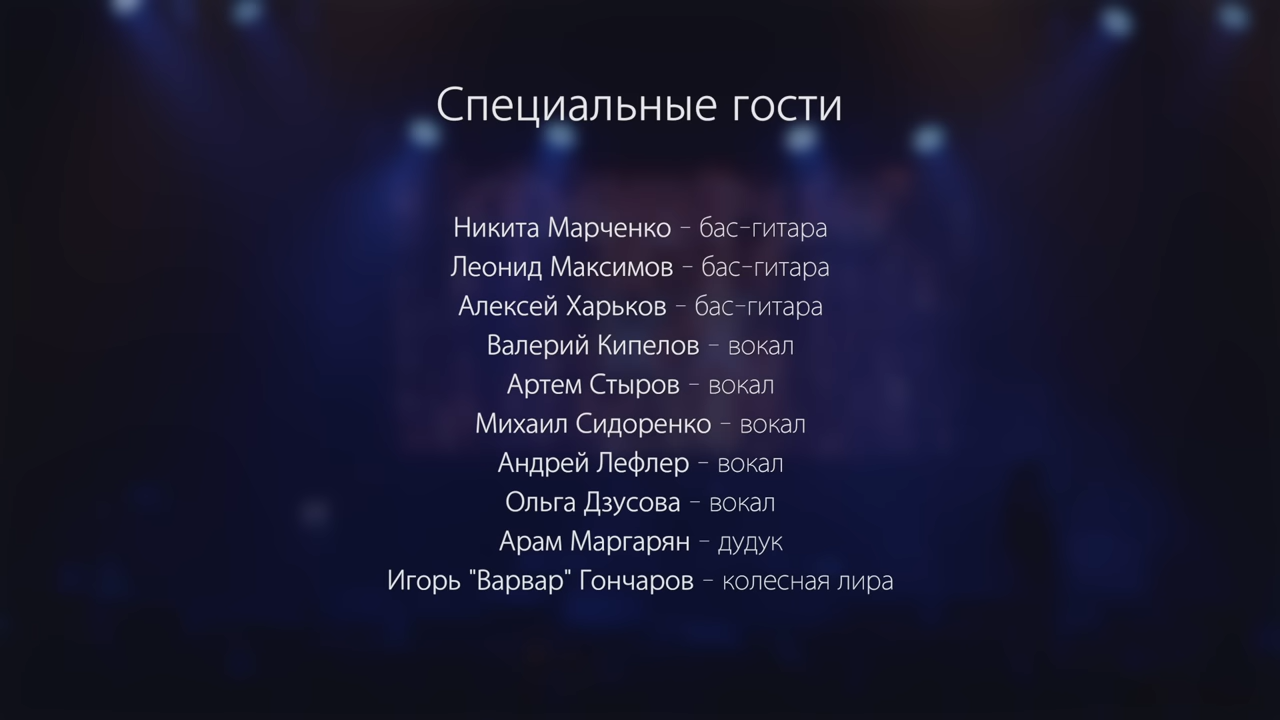 Специальные гости
Никита Марченко - бас-гитара
Леонид Максимов - бас-гитара
Алексей Харьков - бас-гитара
Валерий Кипелов - вокал
Артем Стыров - вокал
Михаил Сидоренко - вокал
Андрей Лефлер - вокал
Ольга Дзусова - вокал
Арам Маргарян - дудук
Игорь "Варвар" Гончаров - колесная лира